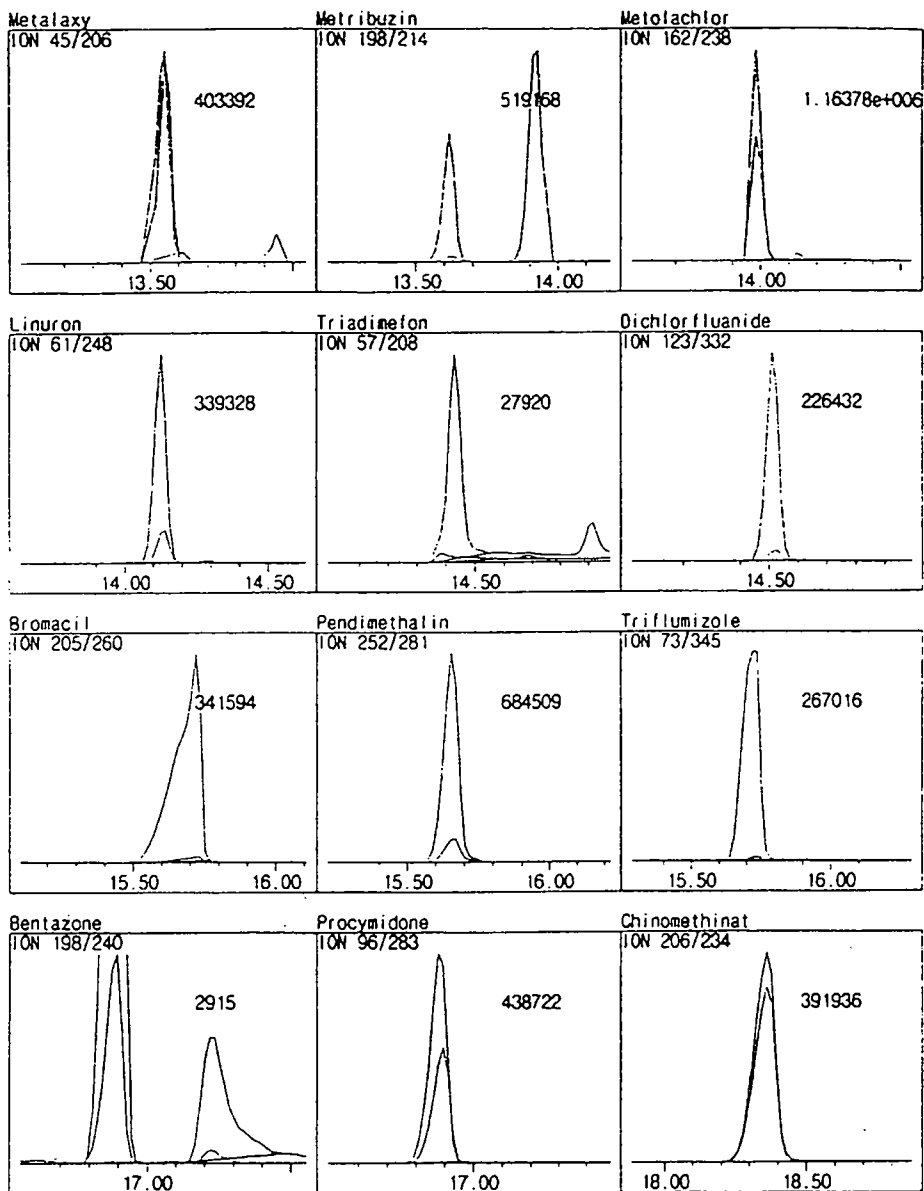 Metalaxy
ION 45/206
403392
13.50
Metribuzin
ION 198/214
519168
13.50 14.00
Metolachlor
ION 162/238
1.16378e+006
14.00
Linuron
ION 61/248
339328
14.00 14.50
Triadimefon
ION 57/208
27920
14.50
Dichlorfluanide
ION 123/332
226432
14.50
Bromacil
ION 205/260
341594
15.50 16.00
Pendimethalin
ION 252/281
684509
15.50 16.00
Triflumizole
ION 73/345
267016
15.50 16.00
Bentazone
ION 198/240
2915
17.00
Procymidone
ION 96/283
438722
17.00
Chinomethinat
ION 206/234
391936
18.00 18.50